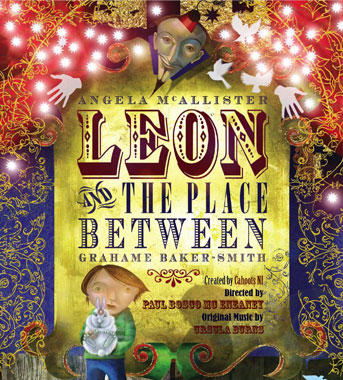 ANGELA McALLISTER
LEON
AND THE PLACE
BETWEEN
GRAHAME BAKER-SMITH
Created by Cahoots NI
Directed by
PAUL BOSCO MC ENEANEY
Original Music by
URSULA BURNS